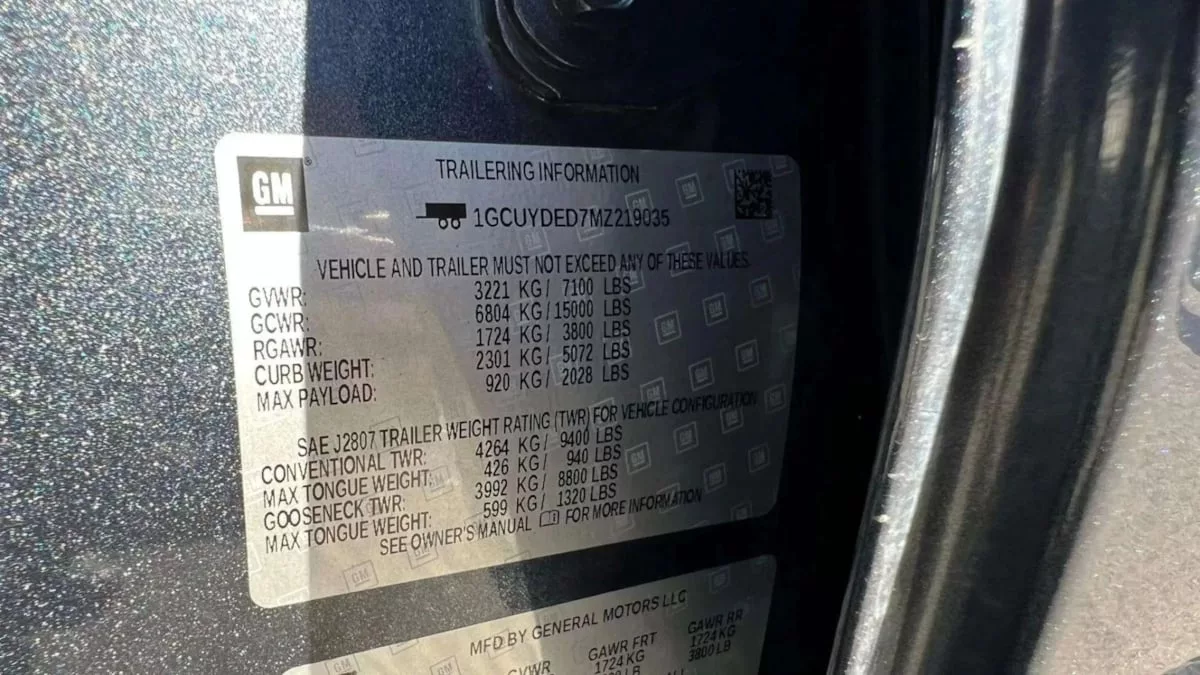 GM ®
TRAILERING INFORMATION
1GCUYDED7MZ219035
VEHICLE AND TRAILER MUST NOT EXCEED ANY OF THESE VALUES
GVWR: 3221 KG/ 7100 LBS
GCWR: 6804 KG/15000 LBS
RGAWR: 1724 KG/ 3800 LBS
CURB WEIGHT: 2301 KG/ 5072 LBS
MAX PAYLOAD: 920 KG/ 2028 LBS
SAE J2807 TRAILER WEIGHT RATING (TWR) FOR VEHICLE CONFIGURATION
CONVENTIONAL TWR: 4264 KG/ 9400 LBS
MAX TONGUE WEIGHT: 426 KG/ 940 LBS
GOOSENECK TWR: 3992 KG/ 8800 LBS
MAX TONGUE WEIGHT: 599 KG/ 1320 LBS
SEE OWNER'S MANUAL FOR MORE INFORMATION
MFD BY GENERAL MOTORS LLC
GVWR GAWR FRT GAWR RR
1724 KG 1724 KG
3800 LB